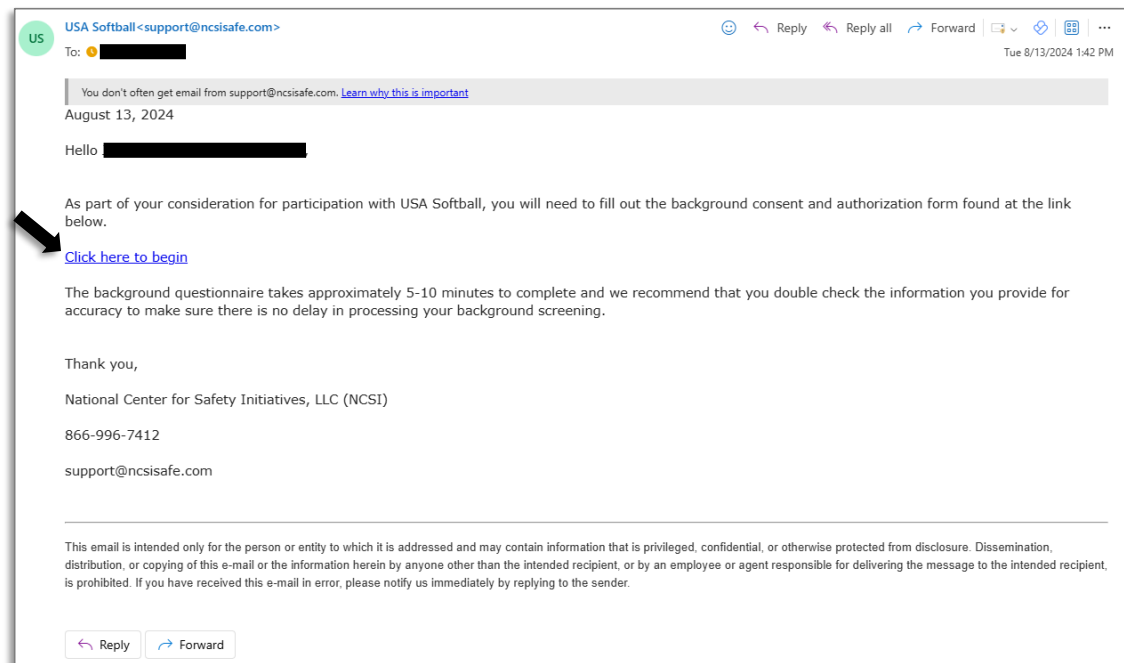 US
USA Softball<support@ncsisafe.com>
Reply
Reply all
Forward
To:
Tue 8/13/2024 1:42 PM
You don't often get email from support@ncsisafe.com. Learn why this is important
August 13, 2024
Hello
As part of your consideration for participation with USA Softball, you will need to fill out the background consent and authorization form found at the link
below.
Click here to begin
The background questionnaire takes approximately 5-10 minutes to complete and we recommend that you double check the information you provide for
accuracy to make sure there is no delay in processing your background screening.
Thank you,
National Center for Safety Initiatives, LLC (NCSI)
866-996-7412
support@ncsisafe.com
This email is intended only for the person or entity to which it is addressed and may contain information that is privileged, confidential, or otherwise protected from disclosure. Dissemination,
distribution, or copying of this e-mail or the information herein by anyone other than the intended recipient, or by an employee or agent responsible for delivering the message to the intended recipient,
is prohibited. If you have received this e-mail in error, please notify us immediately by replying to the sender.
Reply
Forward